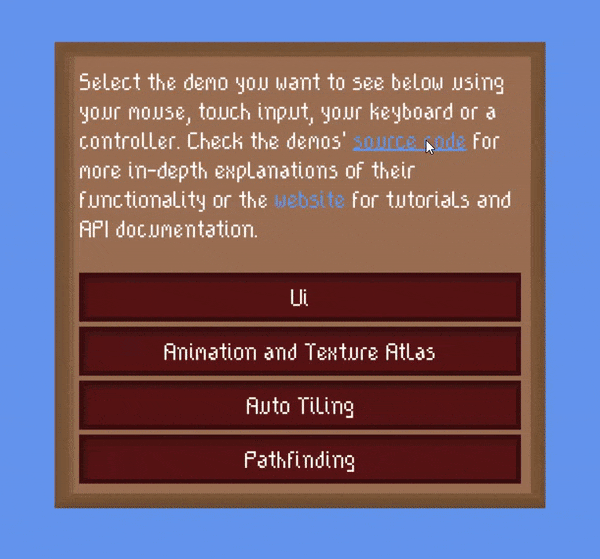 Select the demo you want to see below using
your mouse, touch input, your keyboard or a
controller. Check the demos' source code for
more in-depth explanations of their
functionality or the website for tutorials and
API documentation.
Ui
Animation and Texture Atlas
Auto Tiling
Pathfinding